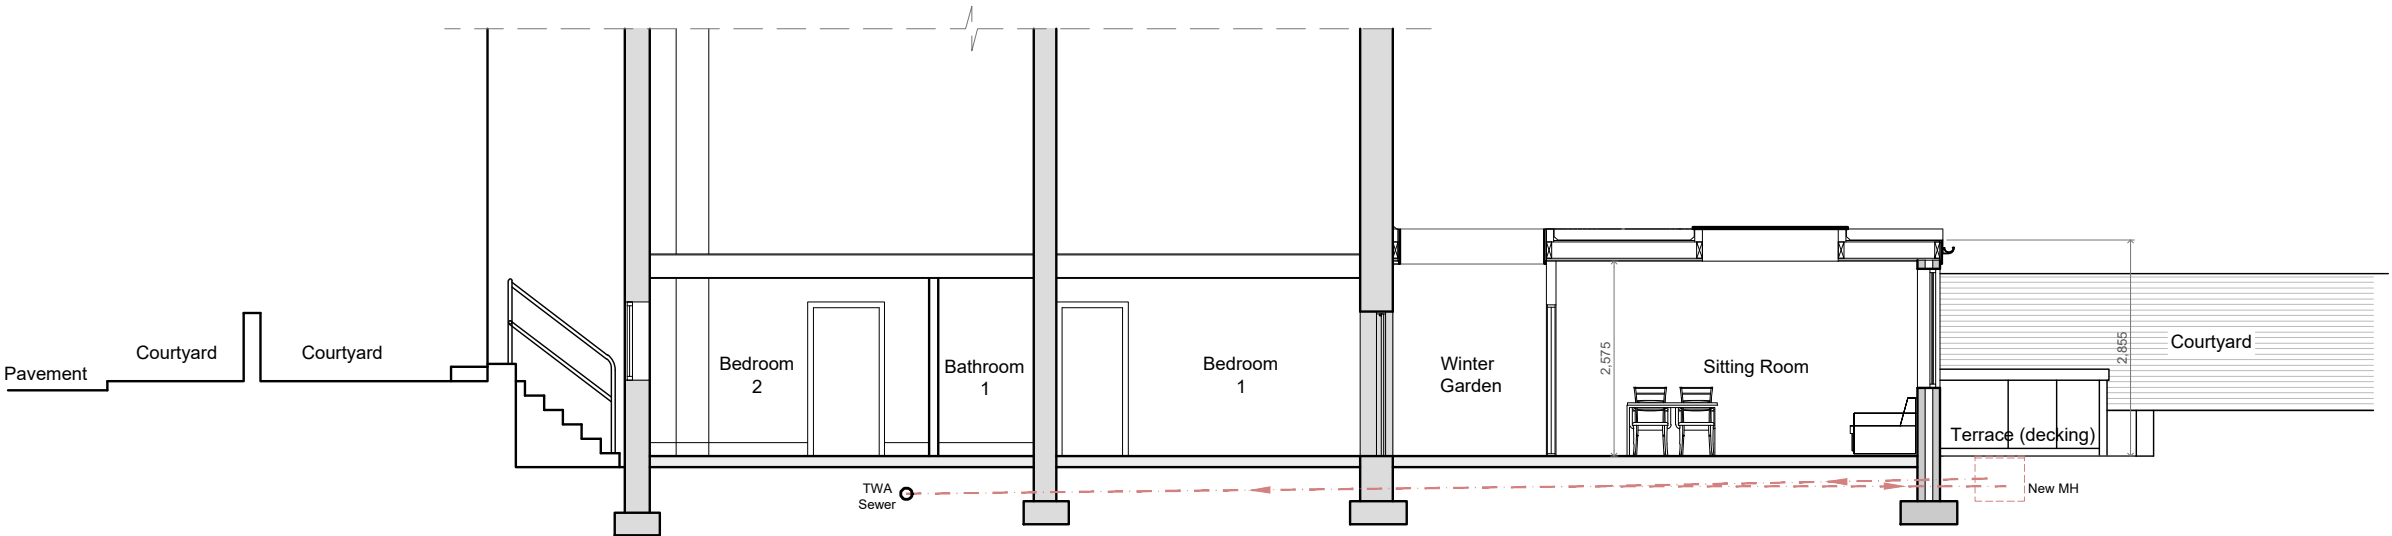 Pavement
Courtyard
Courtyard
Bedroom
2
Bathroom
1
Bedroom
1
Winter
Garden
2,575
Sitting Room
2,855
Courtyard
Terrace (decking)
TWA
Sewer
New MH